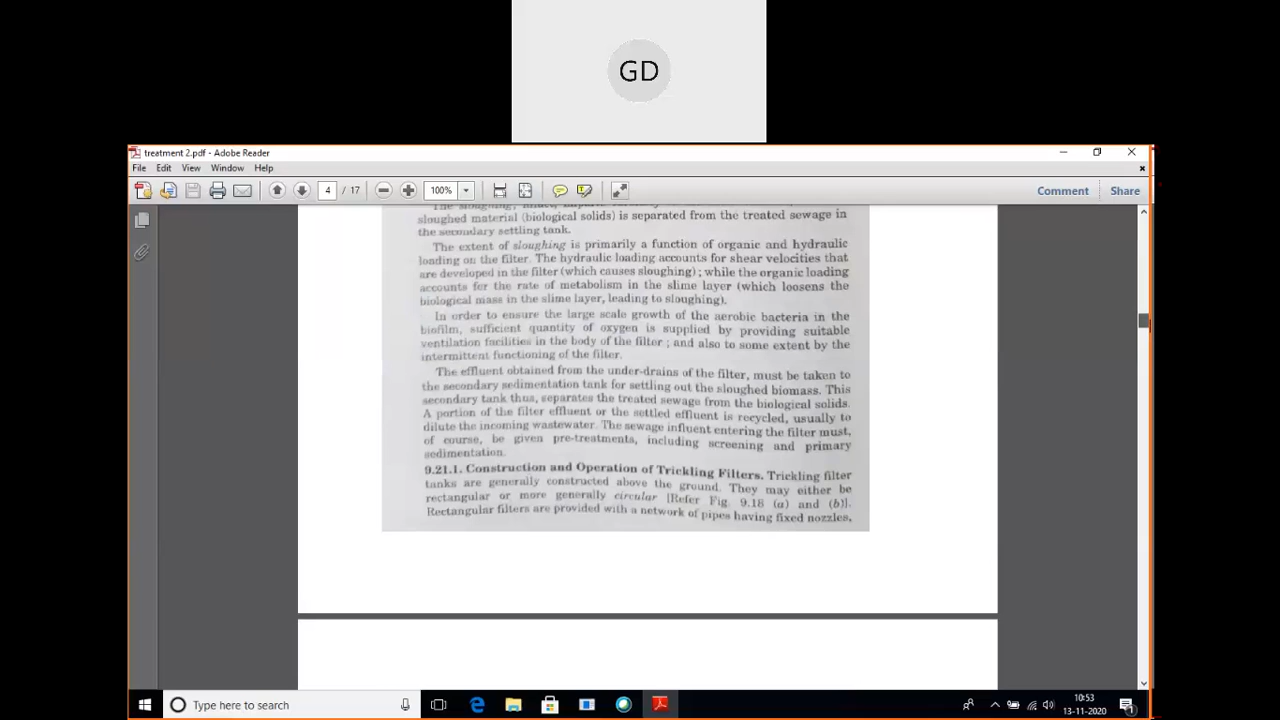 GD
treatment 2.pdf - Adobe Reader
File Edit View Window Help
4 / 17 100% Comment Share
sloughed material (biological solids) is separated from the treated sewage in
the secondary settling tank.
The extent of sloughing is primarily a function of organic and hydraulic
loading on the filter. The hydraulic loading accounts for shear velocities that
are developed in the filter (which causes sloughing) ; while the organic loading
accounts for the rate of metabolism in the slime layer (which loosens the
biological mass in the slime layer, leading to sloughing).
In order to ensure the large scale growth of the aerobic bacteria in the
biofilm, sufficient quantity of oxygen is supplied by providing suitable
ventilation facilities in the body of the filter ; and also to some extent by the
intermittent functioning of the filter.
The effluent obtained from the under-drains of the filter, must be taken to
the secondary sedimentation tank for settling out the sloughed biomass. This
secondary tank thus, separates the treated sewage from the biological solids.
A portion of the filter effluent or the settled effluent is recycled, usually to
dilute the incoming wastewater. The sewage influent entering the filter must,
of course, be given pre-treatments, including screening and primary
sedimentation.
9.21.1. Construction and Operation of Trickling Filters. Trickling filter
tanks are generally constructed above the ground. They may either be
rectangular or more generally circular [Refer Fig. 9.18 (a) and (b)].
Rectangular filters are provided with a network of pipes having fixed nozzles,
Type here to search
10:53
13-11-2020
1